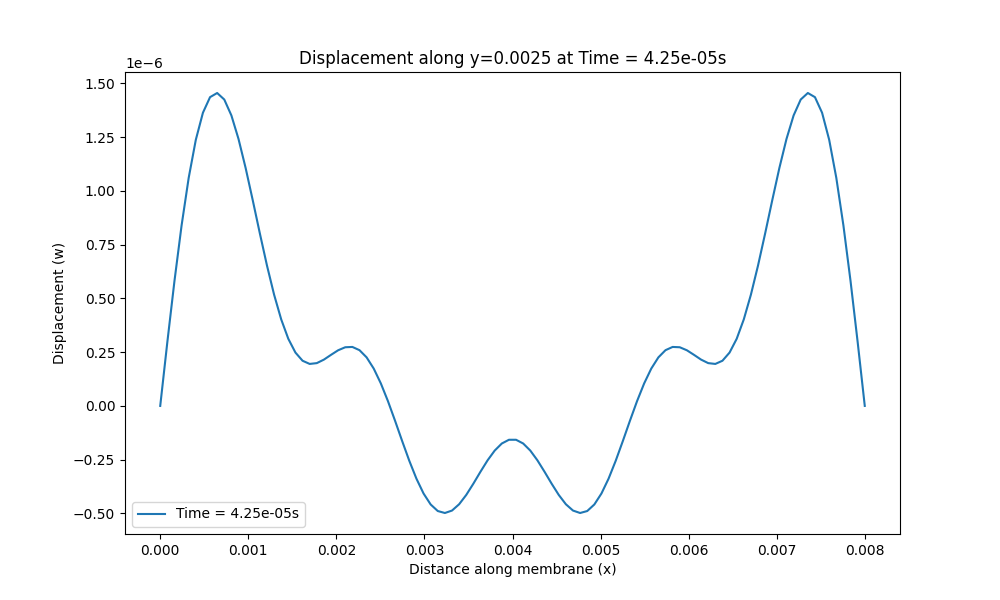 Displacement along y=0.0025 at Time = 4.25e-05s
1e−6
1.50
1.25
1.00
0.75
0.50
0.25
0.00
−0.25
−0.50
Displacement (w)
Time = 4.25e-05s
0.000 0.001 0.002 0.003 0.004 0.005 0.006 0.007 0.008
Distance along membrane (x)